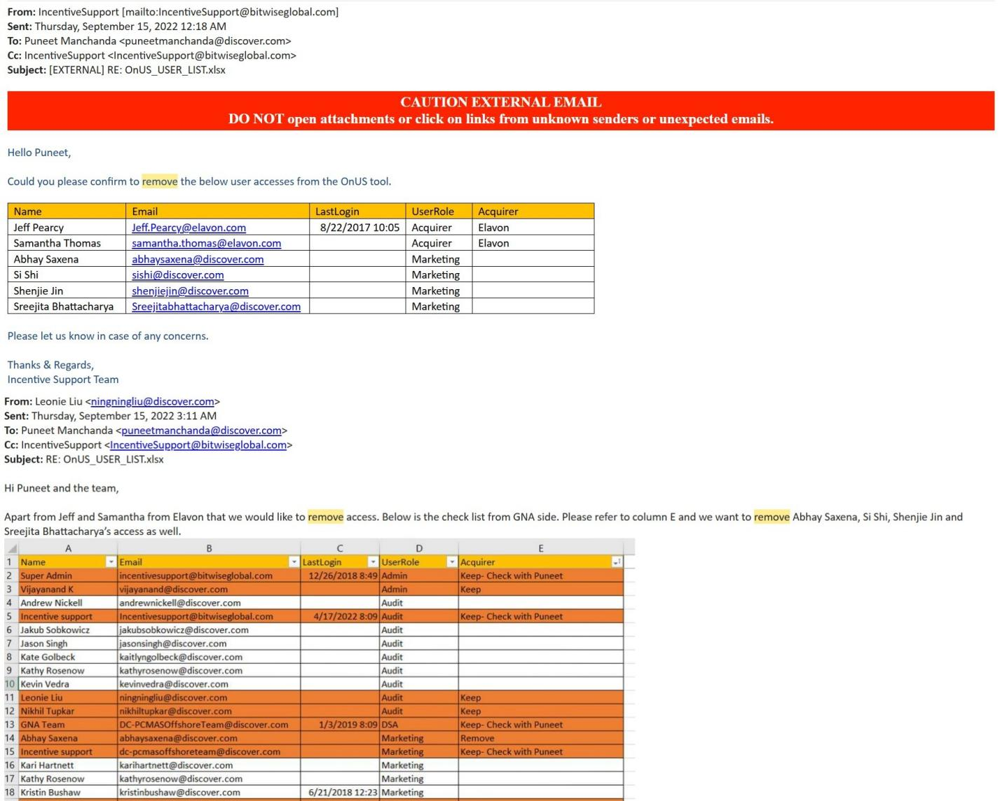 From: IncentiveSupport [mailto:IncentiveSupport@bitwiseglobal.com]
Sent: Thursday, September 15, 2022 12:18 AM
To: Puneet Manchanda <puneetmanchanda@discover.com>
Cc: IncentiveSupport <IncentiveSupport@bitwiseglobal.com>
Subject: [EXTERNAL] RE: OnUS_USER_LIST.xlsx
CAUTION EXTERNAL EMAIL
DO NOT open attachments or click on links from unknown senders or unexpected emails.
Hello Puneet,
Could you please confirm to remove the below user accesses from the OnUS tool.
Name Email LastLogin UserRole Acquirer
Jeff Pearcy Jeff.Pearcy@elavon.com 8/22/2017 10:05 Acquirer Elavon
Samantha Thomas samantha.thomas@elavon.com Acquirer Elavon
Abhay Saxena abhaysaxena@discover.com Marketing
Si Shi sishi@discover.com Marketing
Shenjie Jin shenjiejin@discover.com Marketing
Sreejita Bhattacharya Sreejitabhattacharya@discover.com Marketing
Please let us know in case of any concerns.
Thanks & Regards,
Incentive Support Team
From: Leonie Liu <ningningliu@discover.com>
Sent: Thursday, September 15, 2022 3:11 AM
To: Puneet Manchanda <puneetmanchanda@discover.com>
Cc: IncentiveSupport <IncentiveSupport@bitwiseglobal.com>
Subject: RE: OnUS_USER_LIST.xlsx
Hi Puneet and the team,
Apart from Jeff and Samantha from Elavon that we would like to remove access. Below is the check list from GNA side. Please refer to column E and we want to remove Abhay Saxena, Si Shi, Shenjie Jin and
Sreejita Bhattacharya's access as well.
A B C D E
1 Name Email LastLogin UserRole Acquirer
2 Super Admin incentivesupport@bitwiseglobal.com 12/26/2018 8:49 Admin Keep- Check with Puneet
3 Vijayanand K vijayanand@discover.com Admin Keep
4 Andrew Nickell andrewnickell@discover.com Audit
5 Incentive support Incentivesupport@bitwiseglobal.com 4/17/2022 8:09 Audit Keep- Check with Puneet
6 Jakub Sobkowicz jakubsobkowicz@discover.com Audit
7 Jason Singh jasonsingh@discover.com Audit
8 Kate Golbeck kaitlyngolbeck@discover.com Audit
9 Kathy Rosenow kathyrosenow@discover.com Audit
10 Kevin Vedra kevinvedra@discover.com Audit
11 Leonie Liu ningningliu@discover.com Audit Keep
12 Nikhil Tupkar nikhiltupkar@discover.com Audit Keep
13 GNA Team DC-PCMASOffshoreTeam@discover.com 1/3/2019 8:09 DSA Keep- Check with Puneet
14 Abhay Saxena abhaysaxena@discover.com Marketing Remove
15 Incentive support dc-pcmasoffshoreteam@discover.com Marketing Keep- Check with Puneet
16 Kari Hartnett karihartnett@discover.com Marketing
17 Kathy Rosenow kathyrosenow@discover.com Marketing
18 Kristin Bushaw kristinbushaw@discover.com 6/21/2018 12:23 Marketing